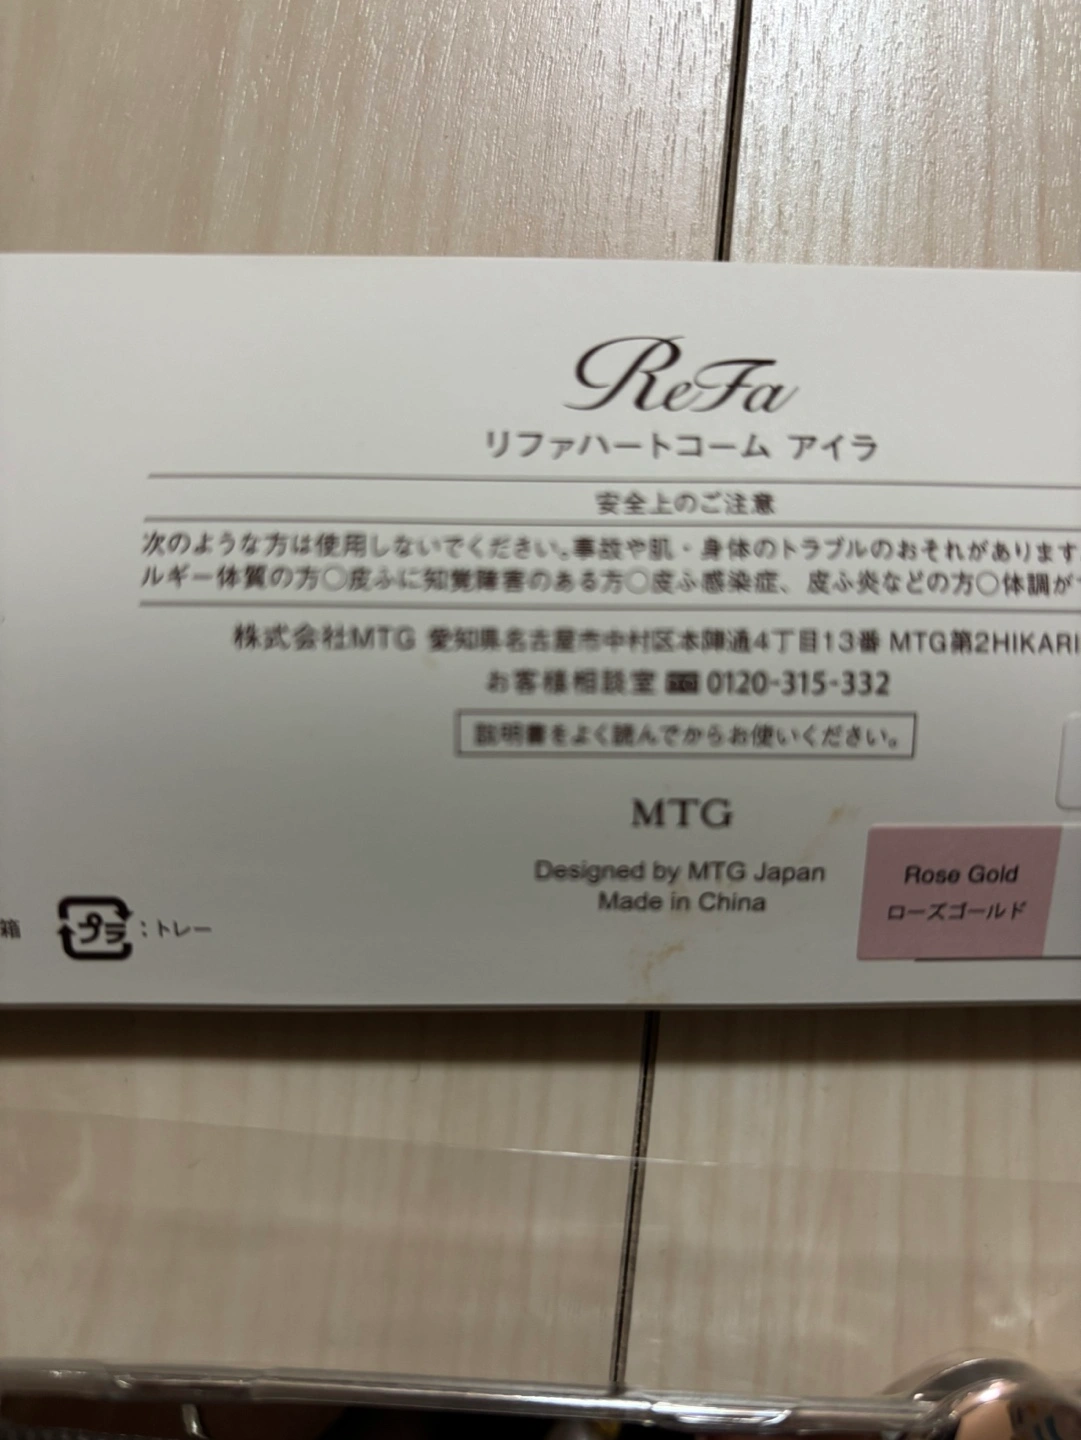 ReFa
リファハートコーム アイラ
安全上のご注意
次のような方は使用しないでください。事故や肌・身体のトラブルのおそれがあります
ルギー体質の方○皮ふに知覚障害のある方○皮ふ感染症、皮ふ炎などの方○体調が
株式会社MTG 愛知県名古屋市中村区本陣通4丁目13番 MTG第2HIKARI
お客様相談室 0120-315-332
説明書をよく読んでからお使いください。
MTG
Designed by MTG Japan
Made in China
Rose Gold
ローズゴールド
箱 プラ:トレー